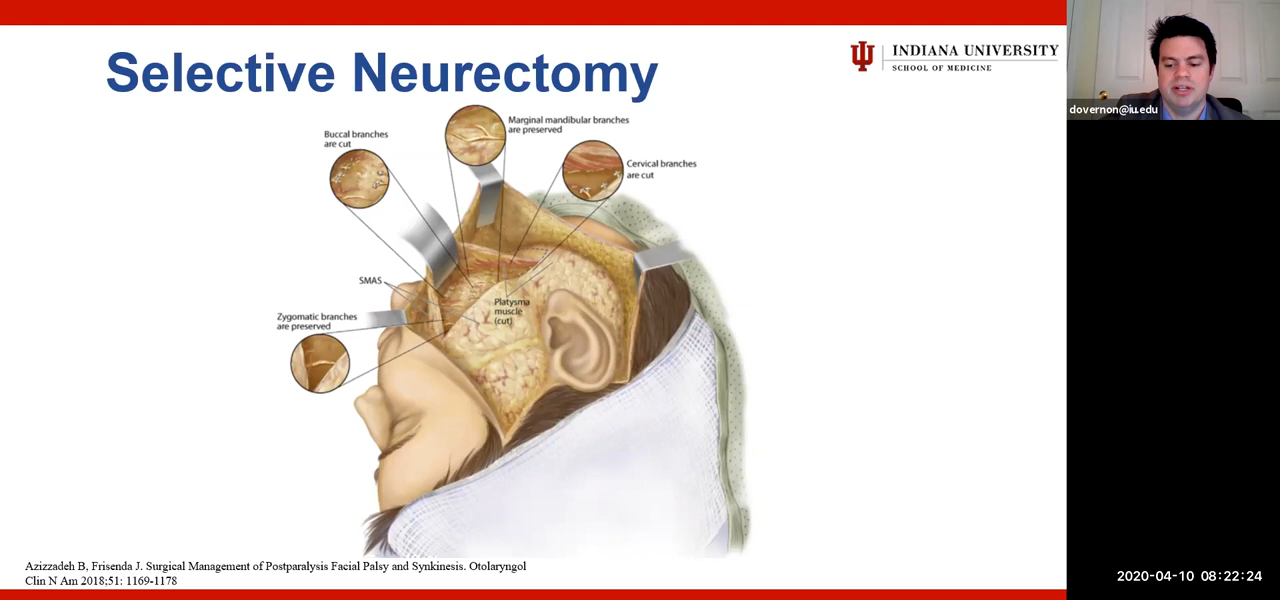 Selective Neurectomy
INDIANA UNIVERSITY
SCHOOL OF MEDICINE
dovernon@iu.edu
Marginal mandibular branches
are preserved
Buccal branches
are cut
Cervical branches
are cut
SMAS
Platysma
muscle
(cut)
Zygomatic branches
are preserved
Azizzadeh B, Frisenda J. Surgical Management of Postparalysis Facial Palsy and Synkinesis. Otolaryngol
Clin N Am 2018;51: 1169-1178
2020-04-10 08:22:24